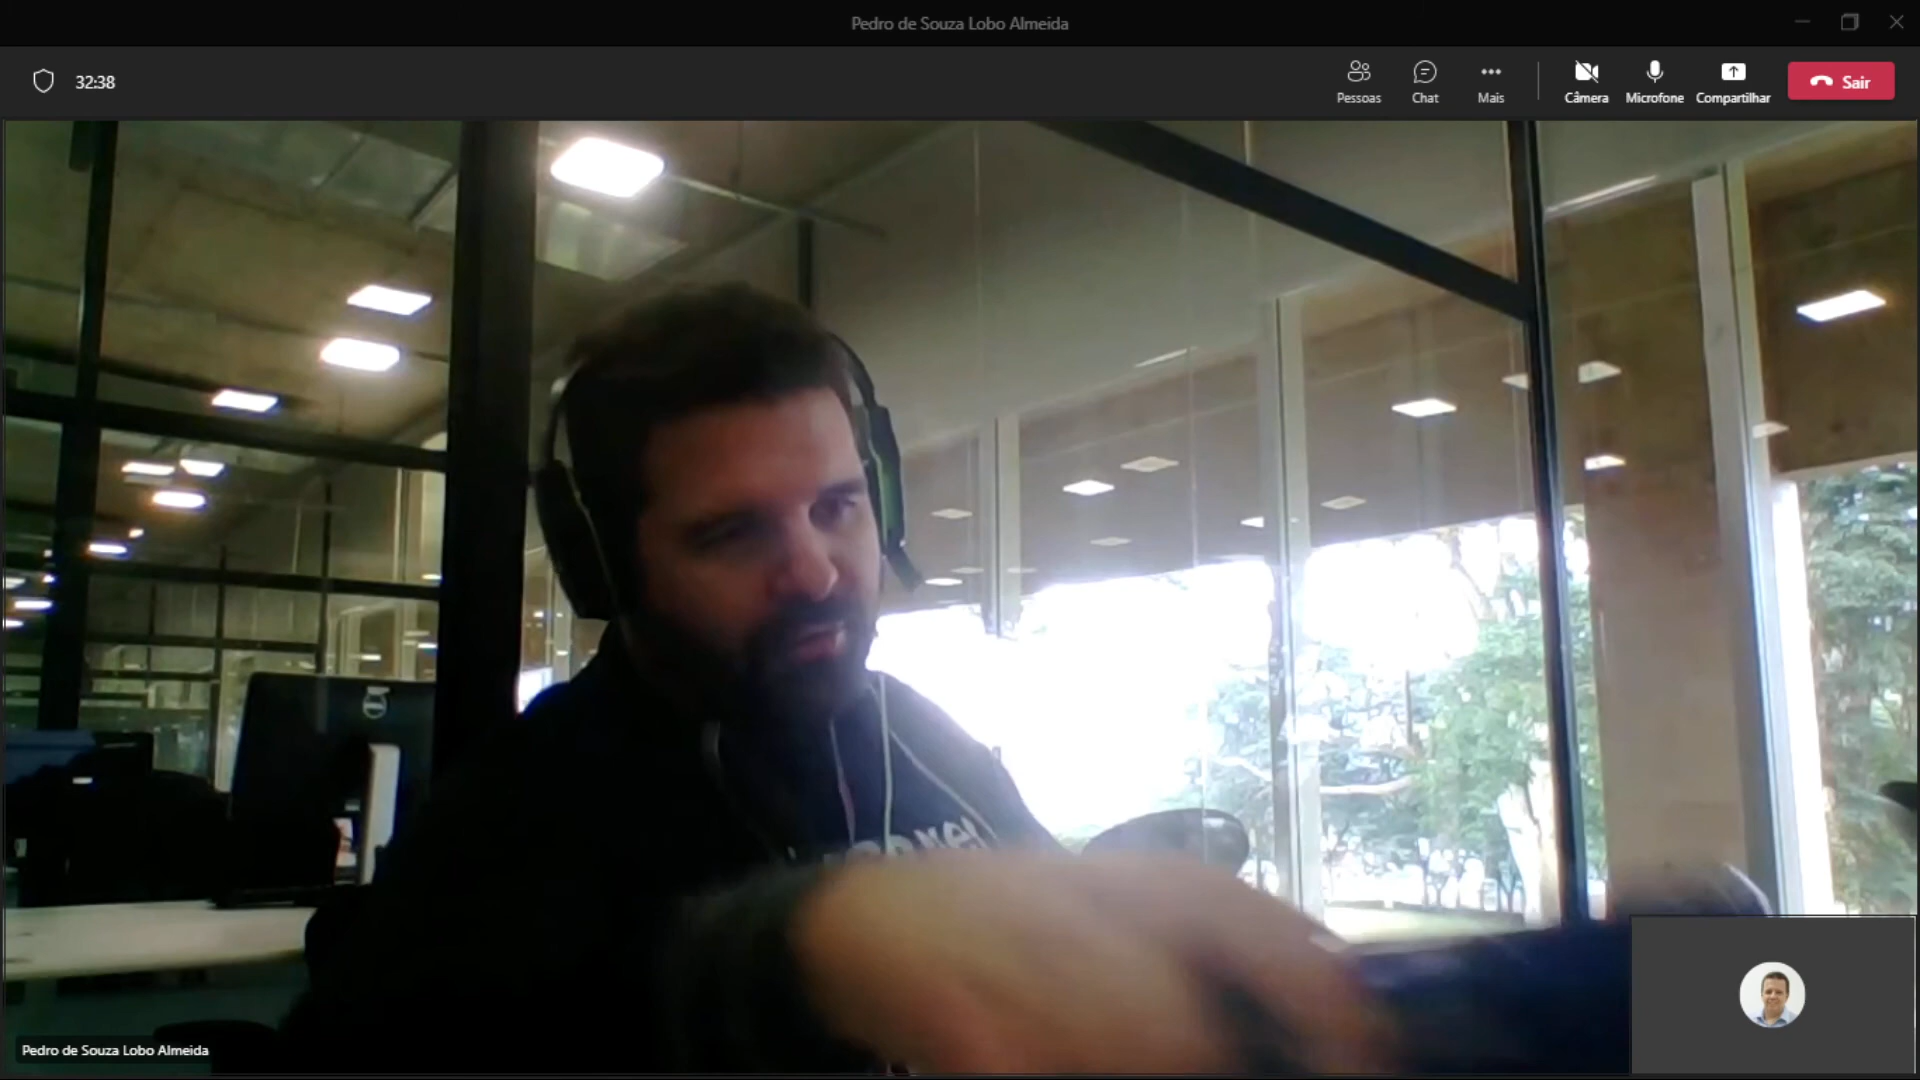 Pedro de Souza Lobo Almeida
32:38
Pessoas
Chat
Mais
Câmera
Microfone
Compartilhar
Sair
DELL
Pedro de Souza Lobo Almeida